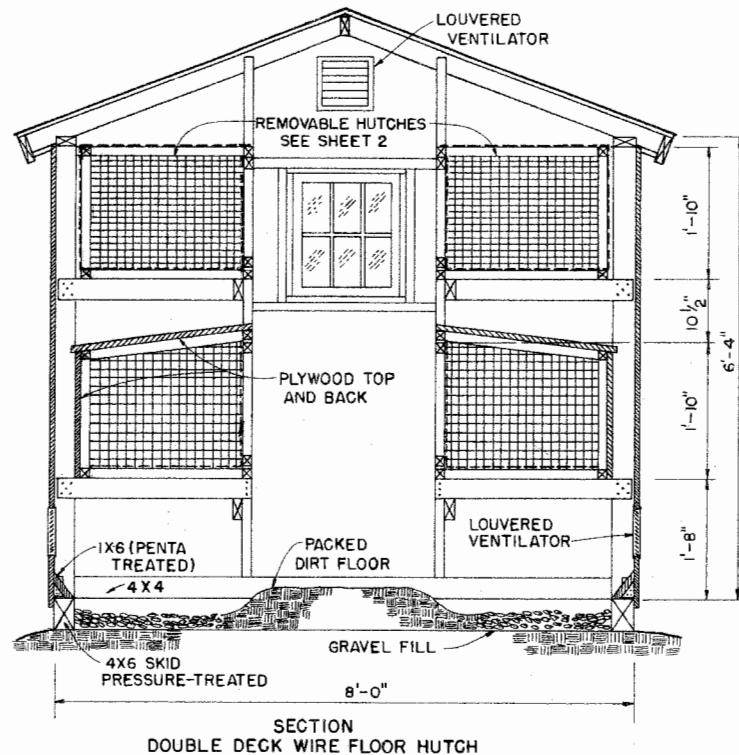 LOUVERED
VENTILATOR
REMOVABLE HUTCHES
SEE SHEET 2
1'-10"
10 1/2"
6'-4"
PLYWOOD TOP
AND BACK
1'-10"
1X6 (PENTA
TREATED)
4X4
PACKED
DIRT FLOOR
LOUVERED
VENTILATOR
1'-8"
GRAVEL FILL
4X6 SKID
PRESSURE-TREATED
8'-0"
SECTION
DOUBLE DECK WIRE FLOOR HUTCH